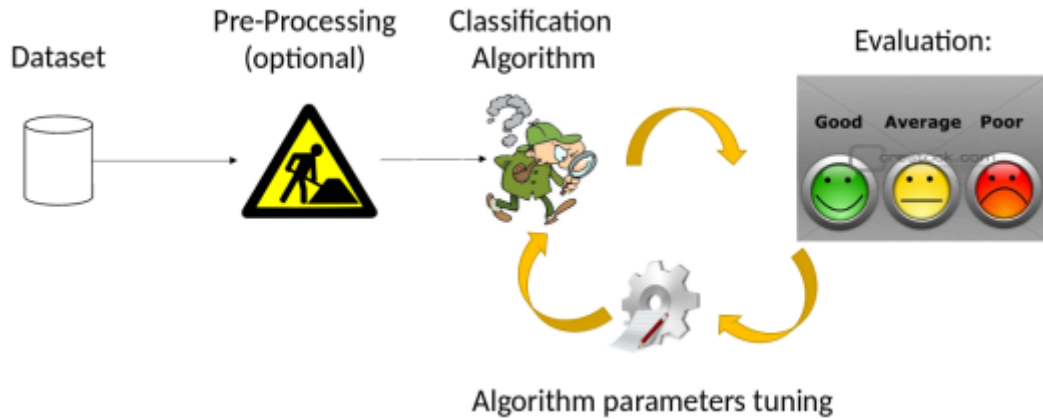 Dataset
Pre-Processing
(optional)
Classification
Algorithm
Evaluation:
Good Average Poor
Algorithm parameters tuning